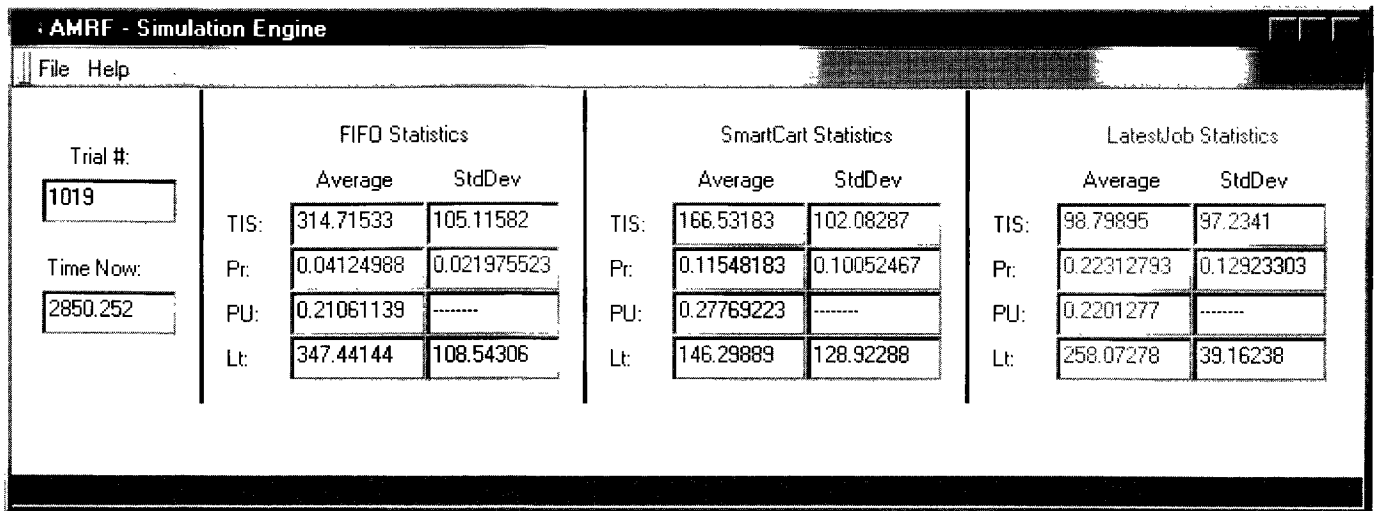 AMRF - Simulation Engine
File Help
Trial #:
1019
Time Now:
2850.252
FIFO Statistics
Average StdDev
TIS: 314.71533 105.11582
Pr: 0.04124988 0.021975523
PU: 0.21061139 --------
Lt: 347.44144 108.54306
SmartCart Statistics
Average StdDev
TIS: 166.53183 102.08287
Pr: 0.11548183 0.10052467
PU: 0.27769223 --------
Lt: 146.29889 128.92288
LatestJob Statistics
Average StdDev
TIS: 98.79895 97.2341
Pr: 0.22312793 0.12923303
PU: 0.2201277 --------
Lt: 258.07278 39.16238